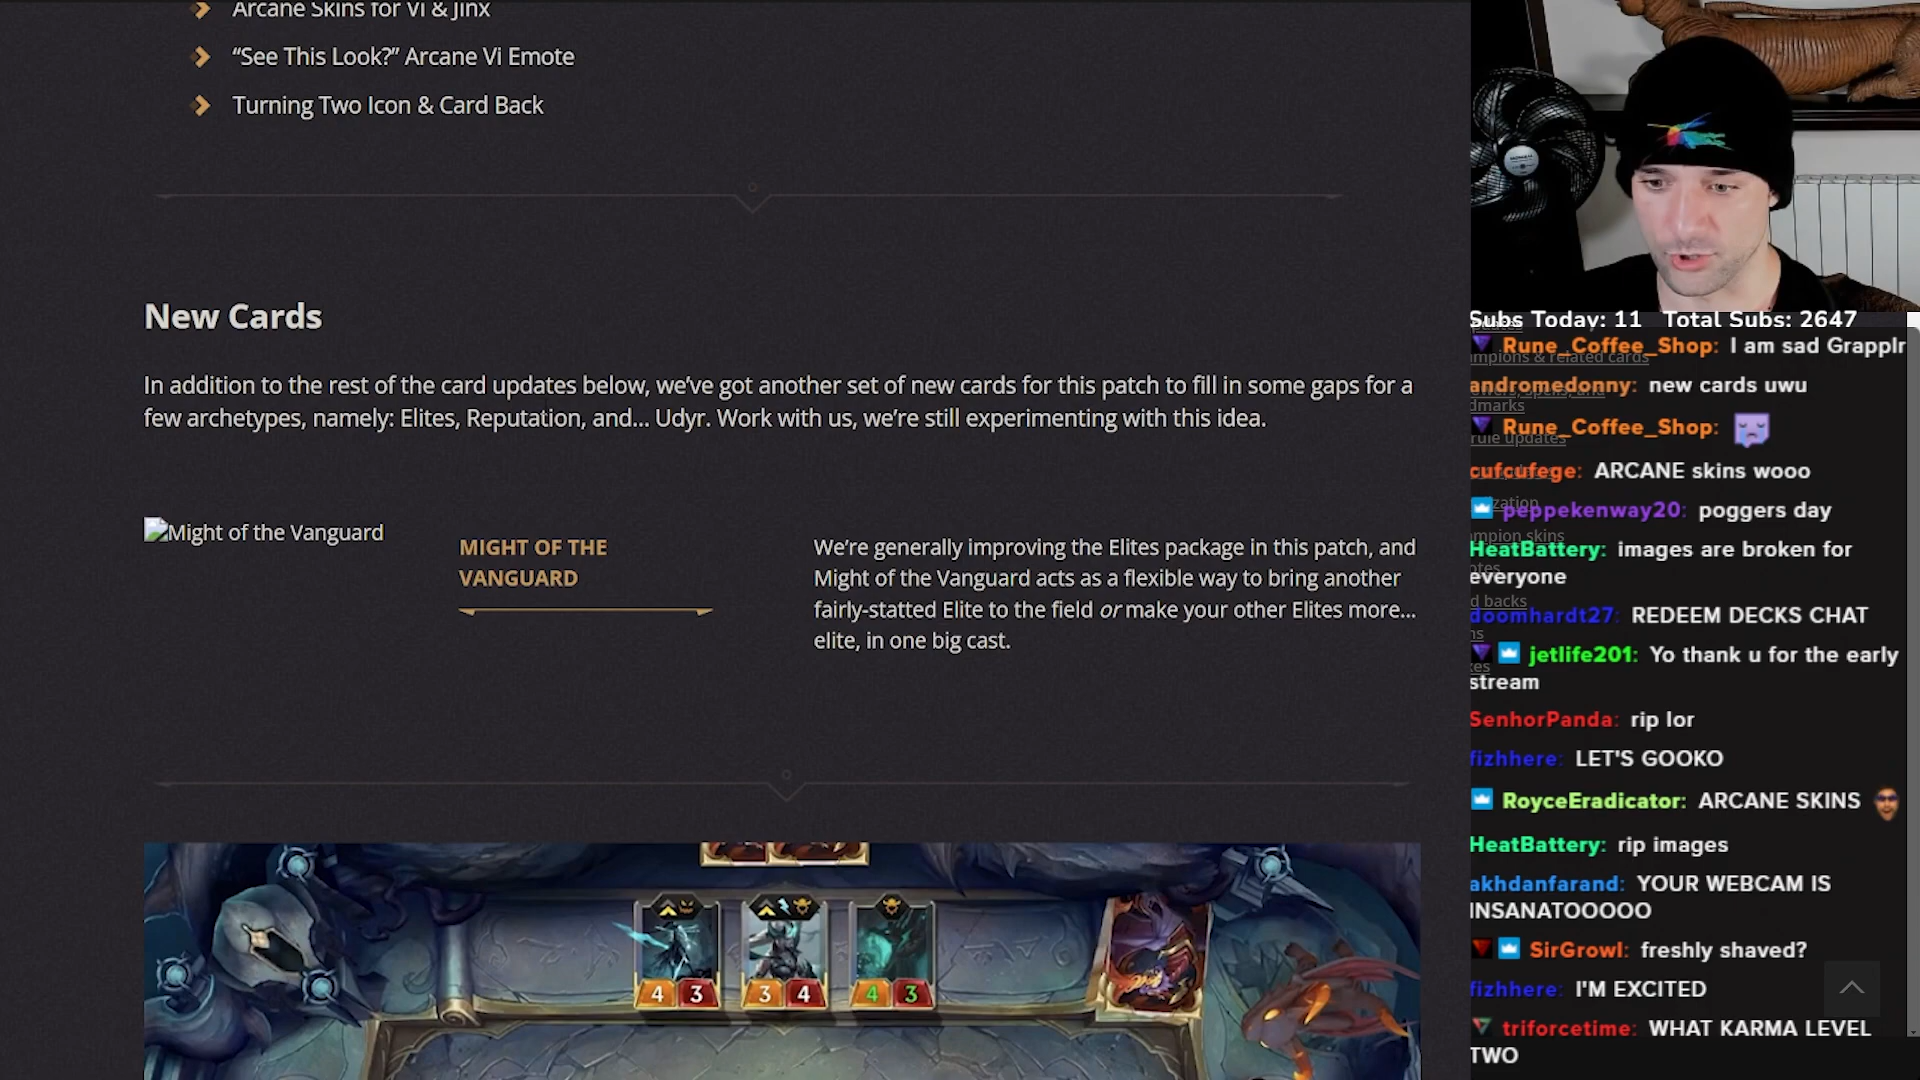 Arcane Skins for Vi & Jinx
“See This Look?” Arcane Vi Emote
Turning Two Icon & Card Back
New Cards
In addition to the rest of the card updates below, we’ve got another set of new cards for this patch to fill in some gaps for a
few archetypes, namely: Elites, Reputation, and... Udyr. Work with us, we’re still experimenting with this idea.
Might of the Vanguard
MIGHT OF THE
VANGUARD
We’re generally improving the Elites package in this patch, and
Might of the Vanguard acts as a flexible way to bring another
fairly-statted Elite to the field or make your other Elites more...
elite, in one big cast.
4 3
3 4
4 3
Subs Today: 11 Total Subs: 2647
Rune_Coffee_Shop: I am sad Grapplr
mpions & related cards
andromedonny: new cards uwu
dmarks
Rune_Coffee_Shop:
rule updates
cufcufege: ARCANE skins wooo
peppekenway20: poggers day
mpion skins
HeatBattery: images are broken for
everyone
d backs
doomhardt27: REDEEM DECKS CHAT
jetlife201: Yo thank u for the early
stream
SenhorPanda: rip lor
fizhhere: LET'S GOOKO
RoyceEradicator: ARCANE SKINS
HeatBattery: rip images
akhdanfarand: YOUR WEBCAM IS
INSANATOOOOO
SirGrowl: freshly shaved?
fizhhere: I'M EXCITED
triforcetime: WHAT KARMA LEVEL
TWO